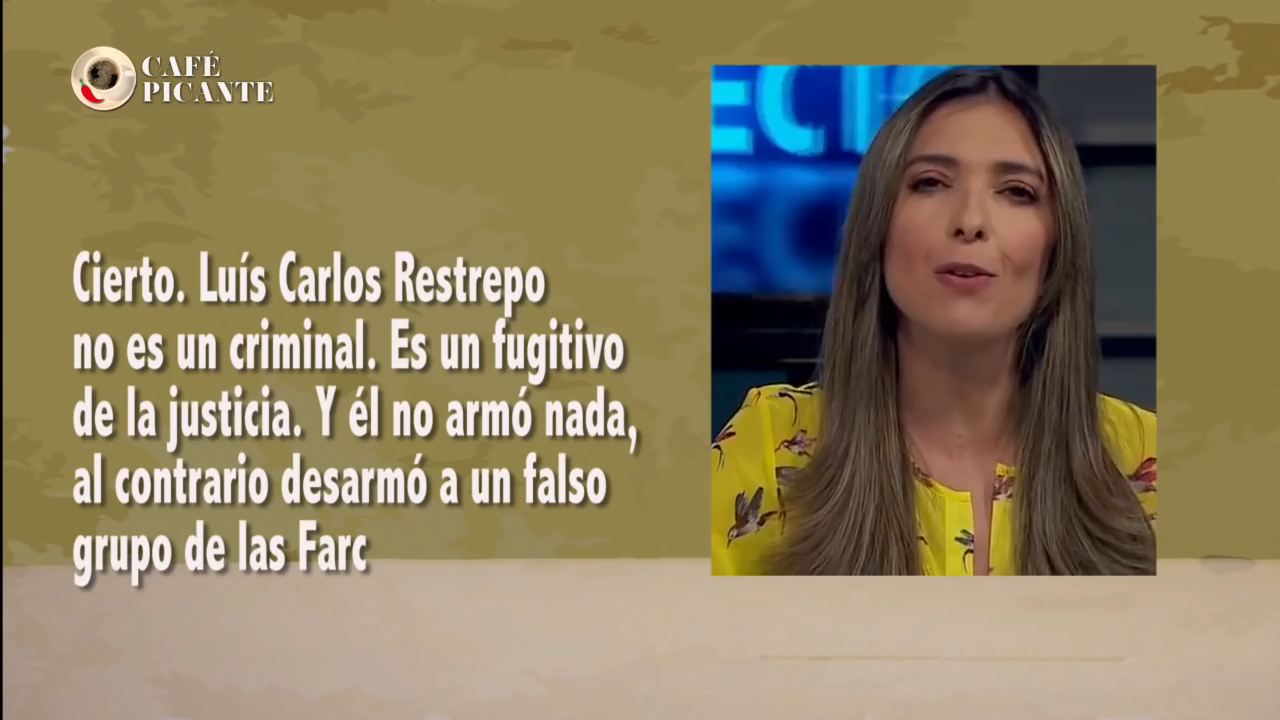 CAFÉ
PICANTE
ECT
Cierto. Luís Carlos Restrepo
no es un criminal. Es un fugitivo
de la justicia. Y él no armó nada,
al contrario desarmó a un falso
grupo de las Farc